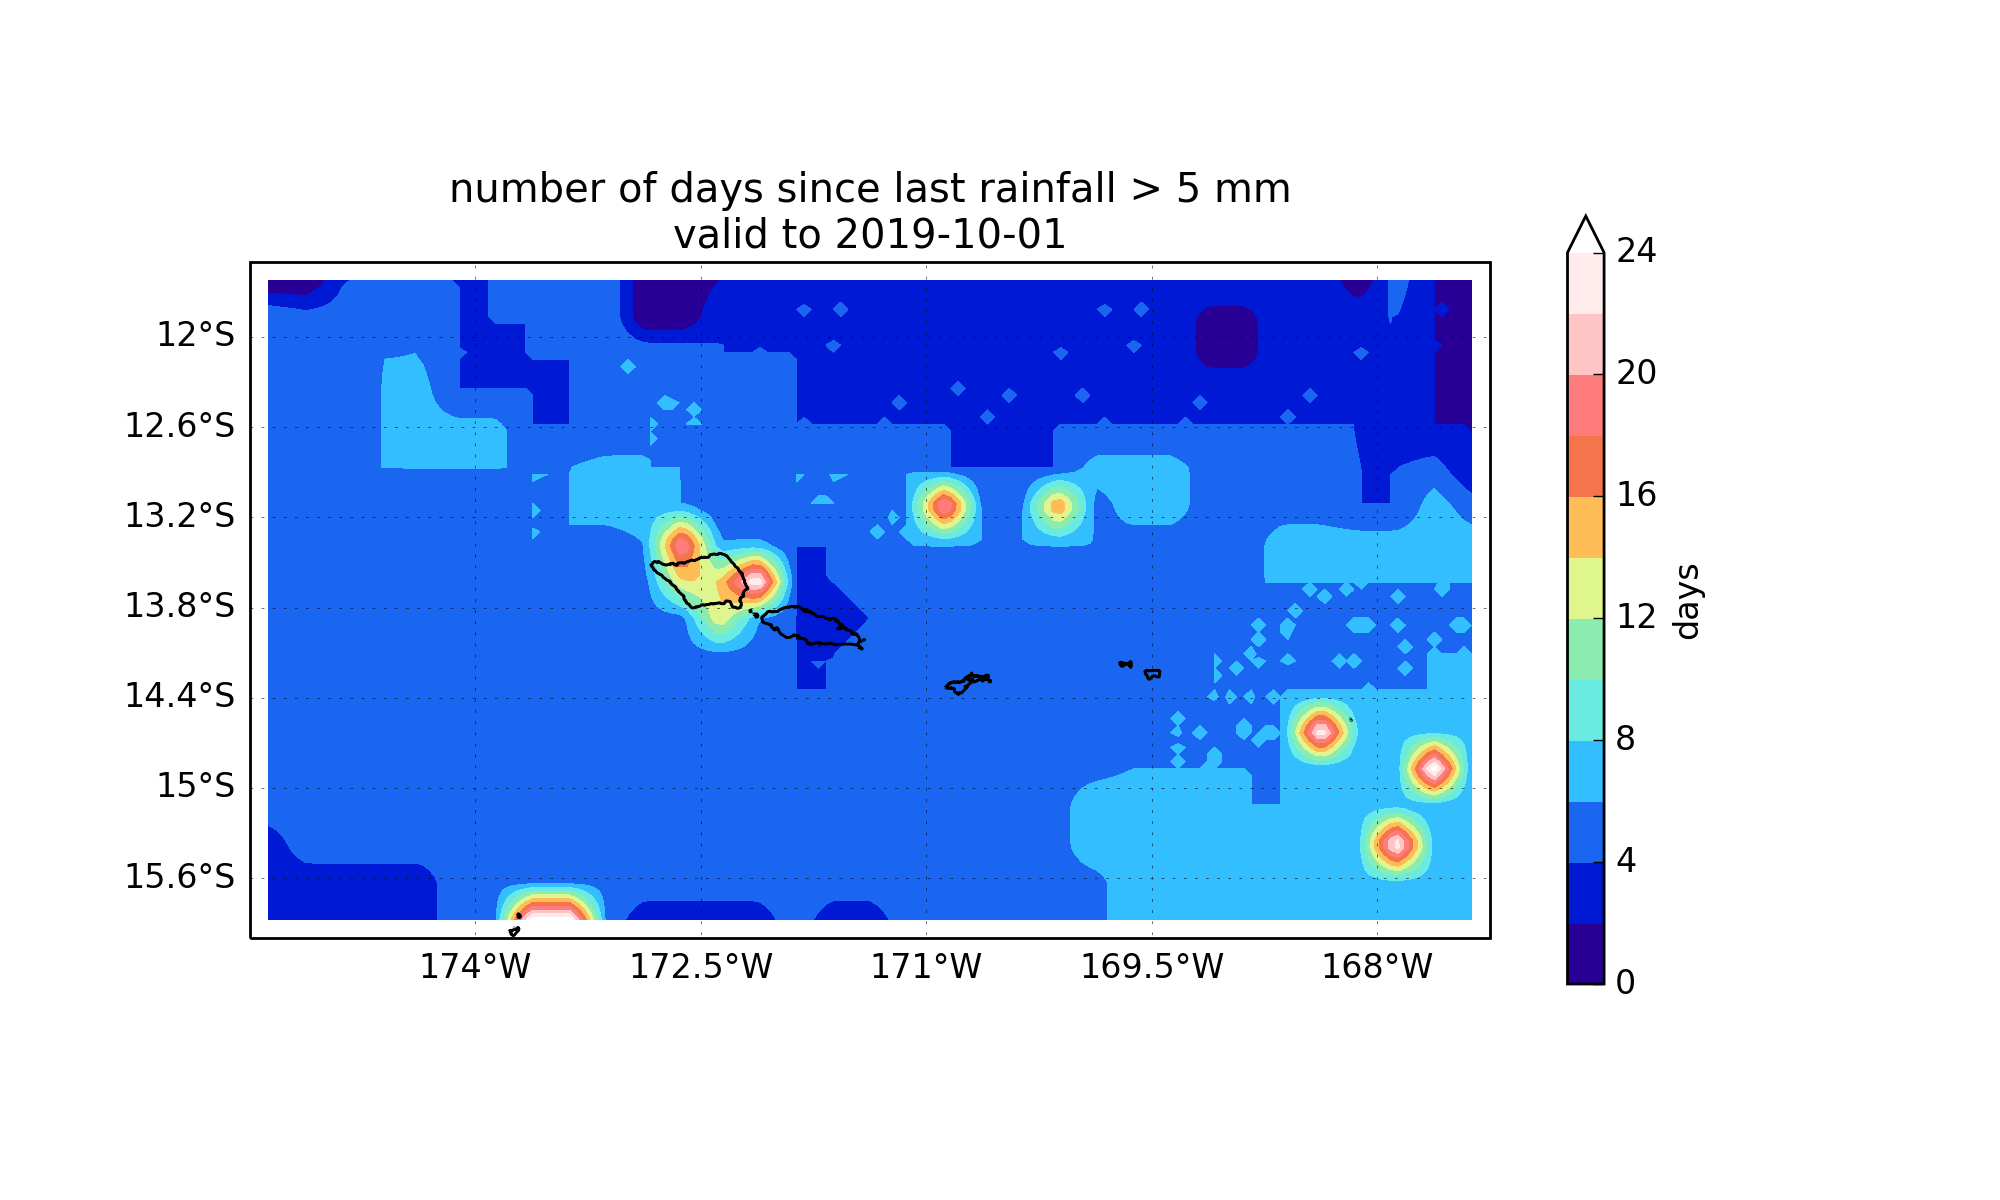 number of days since last rainfall > 5 mm
valid to 2019-10-01
12°S
12.6°S
13.2°S
13.8°S
14.4°S
15°S
15.6°S
174°W 172.5°W 171°W 169.5°W 168°W
24
20
16
12
8
4
0
days